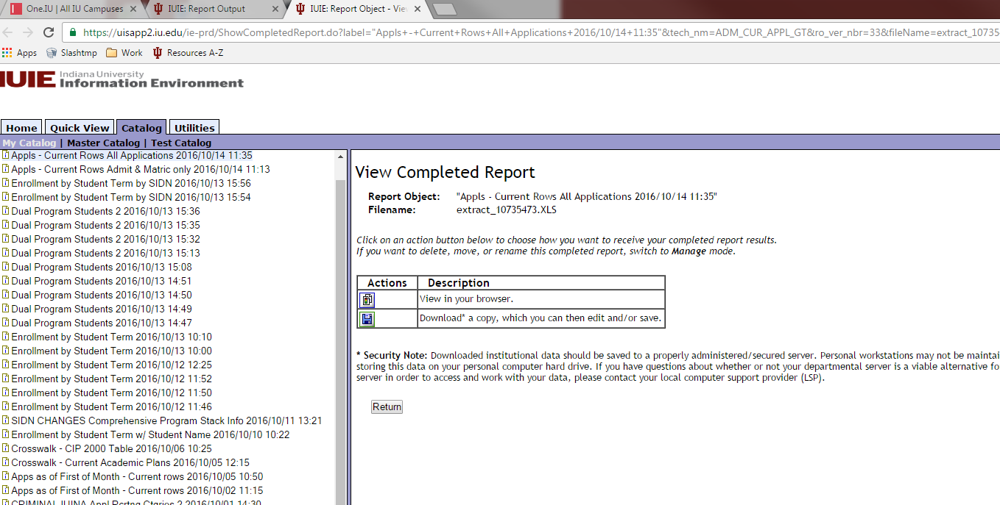 One.IU | All IU Campuses
IUIE: Report Output
IUIE: Report Object - Vie
https://uisapp2.iu.edu/ie-prd/ShowCompletedReport.do?label="Appls+-+Current+Rows+All+Applications+2016/10/14+11:35"&tech_nm=ADM_CUR_APPL_GT&ro_ver_nbr=33&fileName=extract_10735
Apps Slashtmp Work Resources A-Z
IUIE Indiana University
Information Environment
Home Quick View Catalog Utilities
My Catalog | Master Catalog | Test Catalog
Appls - Current Rows All Applications 2016/10/14 11:35
Appls - Current Rows Admit & Matric only 2016/10/14 11:13
Enrollment by Student Term by SIDN 2016/10/13 15:56
Enrollment by Student Term by SIDN 2016/10/13 15:54
Dual Program Students 2 2016/10/13 15:36
Dual Program Students 2 2016/10/13 15:35
Dual Program Students 2 2016/10/13 15:32
Dual Program Students 2 2016/10/13 15:13
Dual Program Students 2016/10/13 15:08
Dual Program Students 2016/10/13 14:51
Dual Program Students 2016/10/13 14:50
Dual Program Students 2016/10/13 14:49
Dual Program Students 2016/10/13 14:47
Enrollment by Student Term 2016/10/13 10:10
Enrollment by Student Term 2016/10/13 10:00
Enrollment by Student Term 2016/10/12 12:25
Enrollment by Student Term 2016/10/12 11:52
Enrollment by Student Term 2016/10/12 11:50
Enrollment by Student Term 2016/10/12 11:46
SIDN CHANGES Comprehensive Program Stack Info 2016/10/11 13:21
Enrollment by Student Term w/ Student Name 2016/10/10 10:22
Crosswalk - CIP 2000 Table 2016/10/06 10:25
Crosswalk - Current Academic Plans 2016/10/05 12:15
Apps as of First of Month - Current rows 2016/10/05 10:50
Apps as of First of Month - Current rows 2016/10/02 11:15
CRIMINAL IUINA Appl Rcrtng Ctgries 2 2016/10/01 14:30
View Completed Report
Report Object: "Appls - Current Rows All Applications 2016/10/14 11:35"
Filename: extract_10735473.XLS
Click on an action button below to choose how you want to receive your completed report results.
If you want to delete, move, or rename this completed report, switch to Manage mode.
Actions Description
View in your browser.
Download* a copy, which you can then edit and/or save.
* Security Note: Downloaded institutional data should be saved to a properly administered/secured server. Personal workstations may not be maintai
storing this data on your personal computer hard drive. If you have questions about whether or not your departmental server is a viable alternative fo
server in order to access and work with your data, please contact your local computer support provider (LSP).
Return